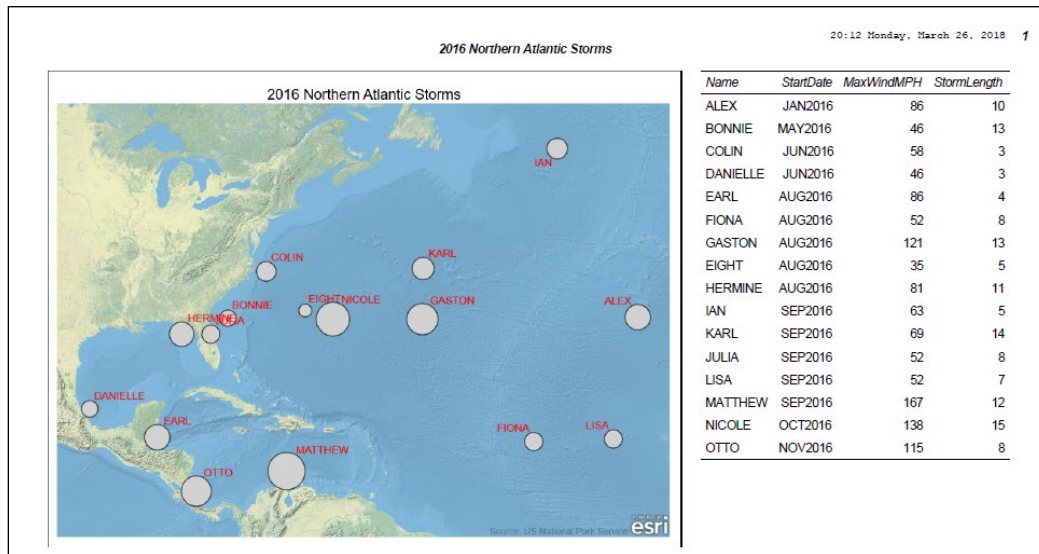 20:12 Monday, March 26, 2018 1
2016 Northern Atlantic Storms
2016 Northern Atlantic Storms
IAN
COLIN
KARL
BONNIE
EIGHT
NICOLE
GASTON
ALEX
HERMINE
JULIA
DANIELLE
EARL
FIONA
LISA
MATTHEW
OTTO
Source: US National Park Service
POWERED BY
esri
Name StartDate MaxWindMPH StormLength
ALEX JAN2016 86 10
BONNIE MAY2016 46 13
COLIN JUN2016 58 3
DANIELLE JUN2016 46 3
EARL AUG2016 86 4
FIONA AUG2016 52 8
GASTON AUG2016 121 13
EIGHT AUG2016 35 5
HERMINE AUG2016 81 11
IAN SEP2016 63 5
KARL SEP2016 69 14
JULIA SEP2016 52 8
LISA SEP2016 52 7
MATTHEW SEP2016 167 12
NICOLE OCT2016 138 15
OTTO NOV2016 115 8